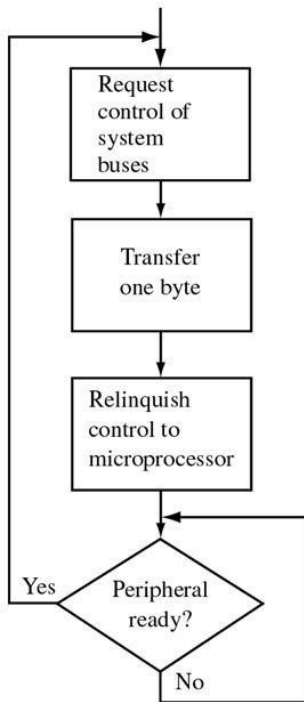 Request
control of
system
buses
Transfer
one byte
Relinquish
control to
microprocessor
Yes
Peripheral
ready?
No